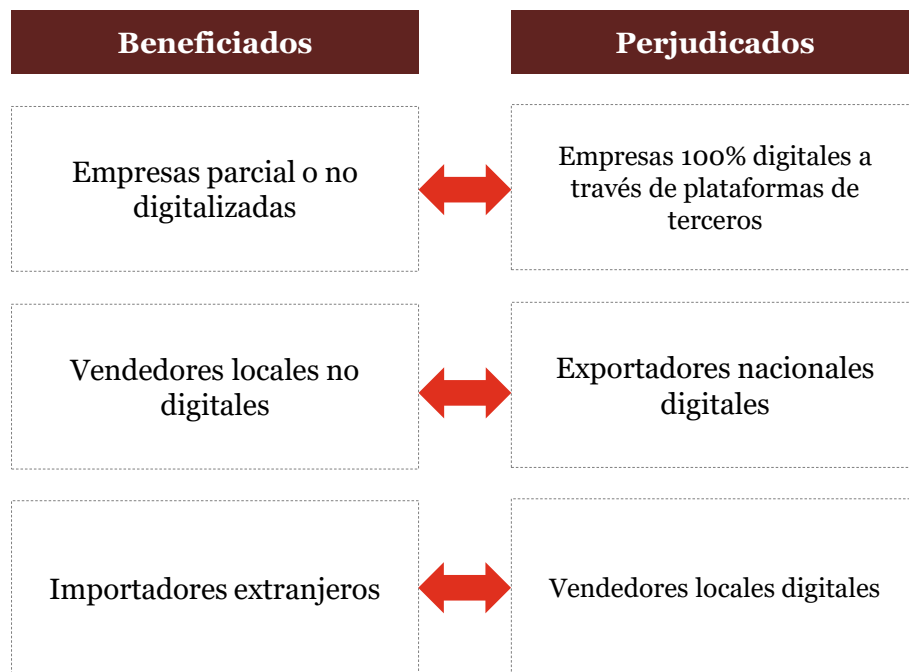 Beneficiados
Perjudicados
Empresas parcial o no
digitalizadas
Empresas 100% digitales a
través de plataformas de
terceros
Vendedores locales no
digitales
Exportadores nacionales
digitales
Importadores extranjeros
Vendedores locales digitales